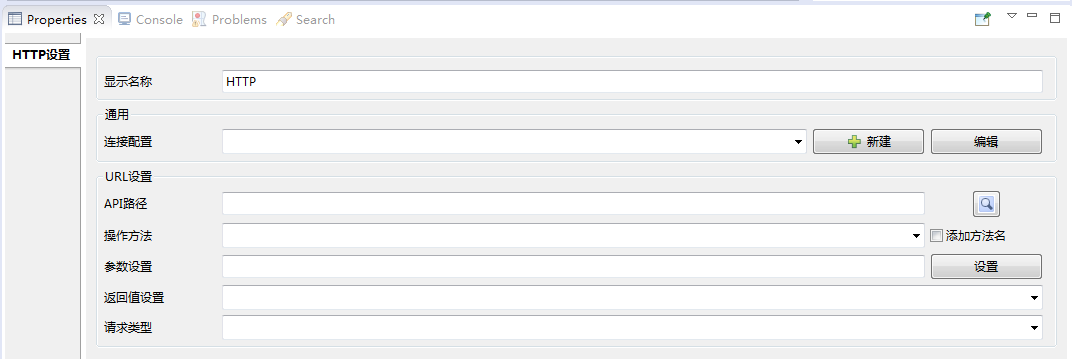 Properties Console Problems Search
HTTP设置
显示名称 HTTP
通用
连接配置 新建 编辑
URL设置
API路径
操作方法 添加方法名
参数设置 设置
返回值设置
请求类型